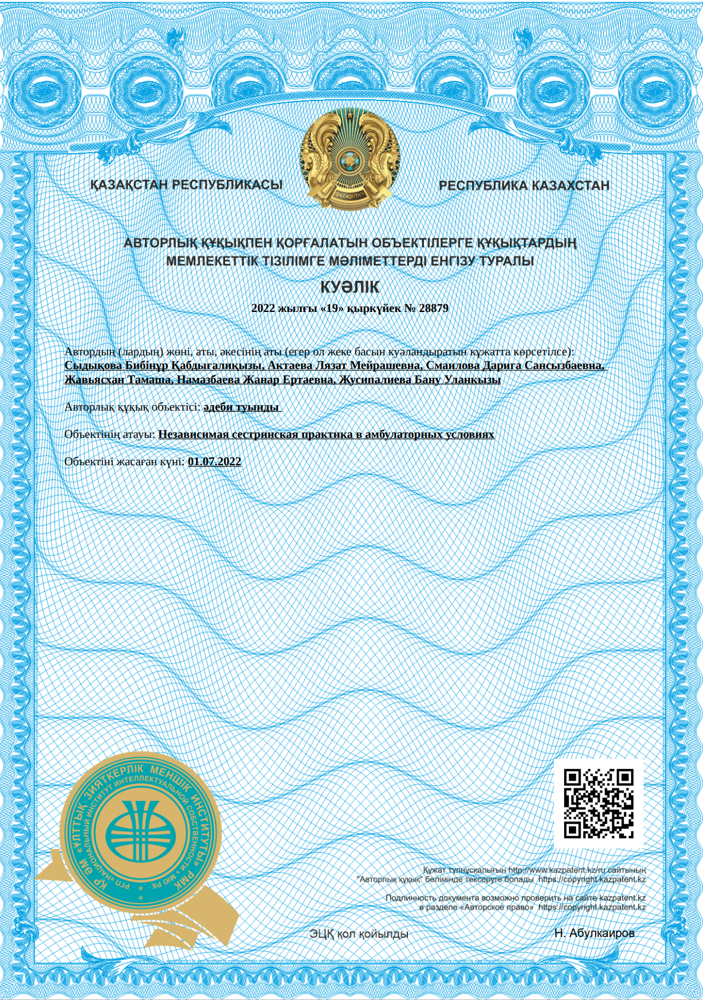 ҚАЗАҚСТАН РЕСПУБЛИКАСЫ
РЕСПУБЛИКА КАЗАХСТАН
QAZAQSTAN
АВТОРЛЫҚ ҚҰҚЫҚПЕН ҚОРҒАЛАТЫН ОБЪЕКТІЛЕРГЕ ҚҰҚЫҚТАРДЫҢ
МЕМЛЕКЕТТІК ТІЗІЛІМГЕ МӘЛІМЕТТЕРДІ ЕНГІЗУ ТУРАЛЫ
КУӘЛІК
2022 жылғы «19» қыркүйек № 28879
Автордың (лардың) жөні, аты, әкесінің аты (егер ол жеке басын куәландыратын құжатта көрсетілсе):
Сыдықова Бибінұр Қабдығалиқызы, Актаева Лязат Мейрашевна, Смаилова Дарига Сансызбаевна,
Жавьясхан Тамаша, Намазбаева Жанар Ертаевна, Жусипалиева Бану Уланкызы
Авторлық құқық объектісі: әдеби туынды
Объектінің атауы: Независимая сестринская практика в амбулаторных условиях
Объектіні жасаған күні: 01.07.2022
ҚР ӘМ «ҰЛТТЫҚ ЗИЯТКЕРЛІК МЕНШІК ИНСТИТУТЫ» РМК
РГП «НАЦИОНАЛЬНЫЙ ИНСТИТУТ ИНТЕЛЛЕКТУАЛЬНОЙ СОБСТВЕННОСТИ» МЮ РК
Құжат түпнұсқалығын http://www.kazpatent.kz/ru сайтының
"Авторлық құқық" бөлімінде тексеруге болады https://copyright.kazpatent.kz
Подлинность документа возможно проверить на сайте kazpatent.kz
в разделе «Авторское право» https://copyright.kazpatent.kz
ЭЦҚ қол қойылды
Н. Абулкаиров